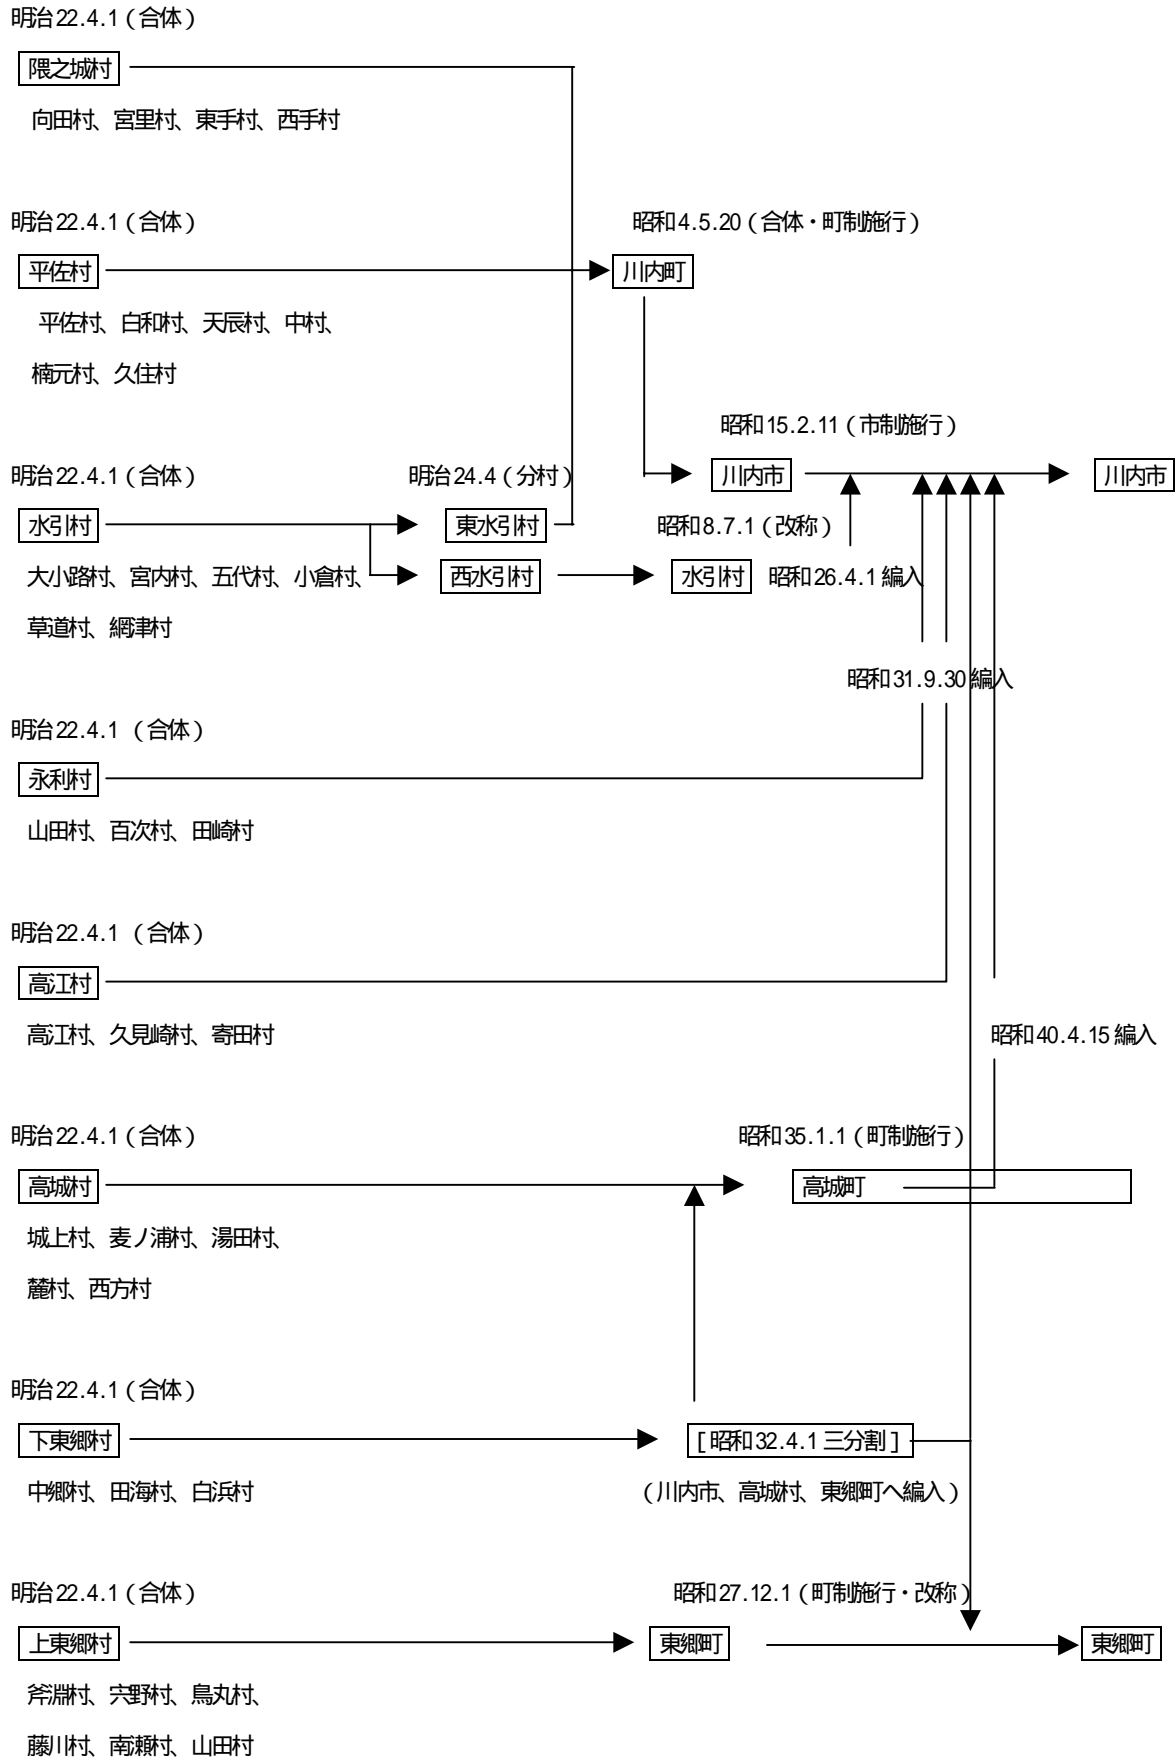 明治22.4.1(合体)
隈之城村
向田村、宮里村、東手村、西手村
明治22.4.1(合体)
昭和4.5.20(合体・町制施行)
平佐村
川内町
平佐村、白和村、天辰村、中村、
楠元村、久住村
昭和15.2.11(市制施行)
明治22.4.1(合体)
明治24.4(分村)
川内市
川内市
水引村
東水引村
昭和8.7.1(改称)
大小路村、宮内村、五代村、小倉村、
西水引村
水引村
昭和26.4.1編入
草道村、網津村
昭和31.9.30編入
明治22.4.1(合体)
永利村
山田村、百次村、田崎村
明治22.4.1(合体)
高江村
高江村、久見崎村、寄田村
昭和40.4.15編入
明治22.4.1(合体)
昭和35.1.1(町制施行)
高城村
高城町
城上村、麦ノ浦村、湯田村、
麓村、西方村
明治22.4.1(合体)
下東郷村
[昭和32.4.1三分割]
中郷村、田海村、白浜村
(川内市、高城村、東郷町へ編入)
明治22.4.1(合体)
昭和27.12.1(町制施行・改称)
上東郷村
東郷町
東郷町
斧淵村、宍野村、鳥丸村、
藤川村、南瀬村、山田村